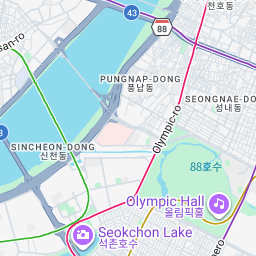 43
천호동
88
san-ro
PUNGNAP-DONG
풍납동
SEONGNAE-DO
성내동
Olympic-ro
SINCHEON-DONG
신천동
88호수
Olympic Hall
올림픽홀
Seokchon Lake
석촌호수